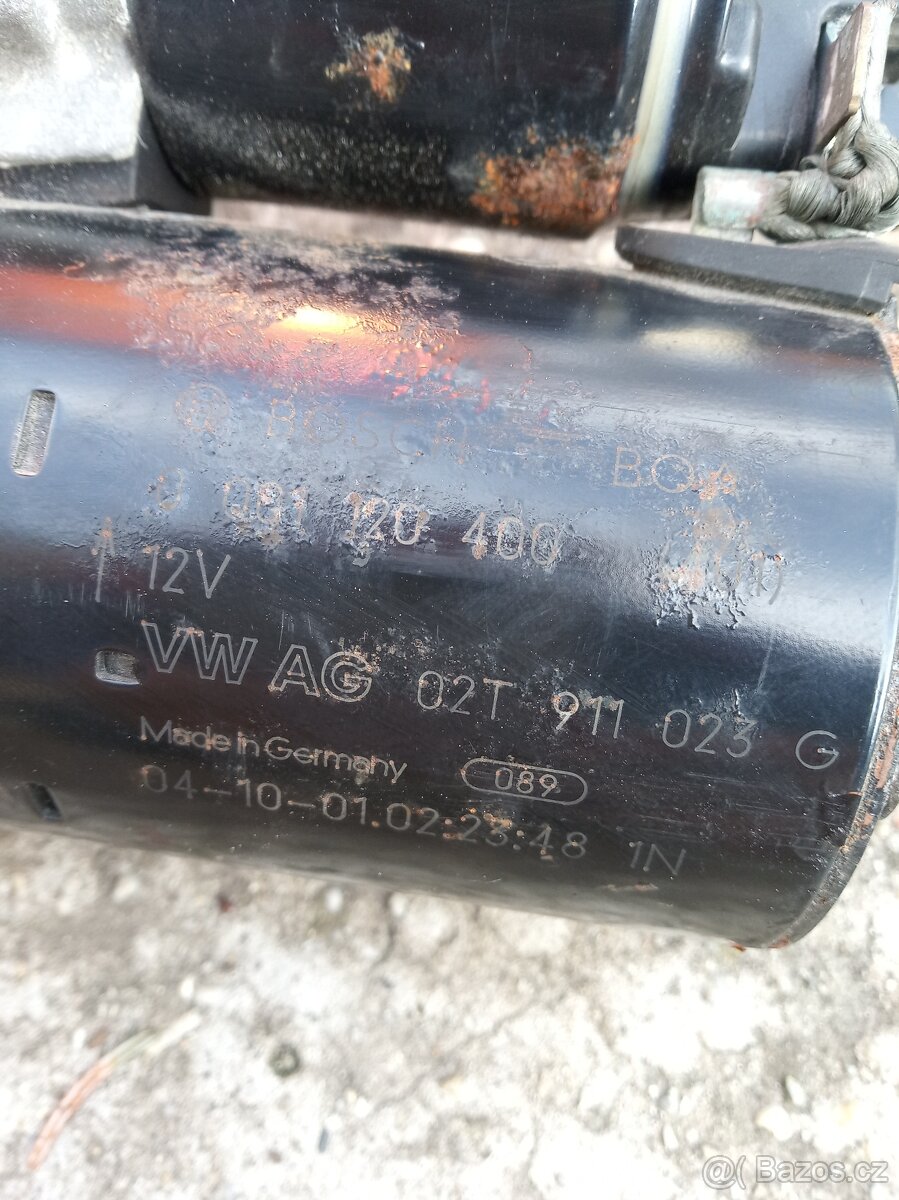 BOSCH
0 001 120 400
12V
VW AG 02T 911 023 G
Made in Germany 089
04-10-01.02:23:48 1N
@( Bazos.cz